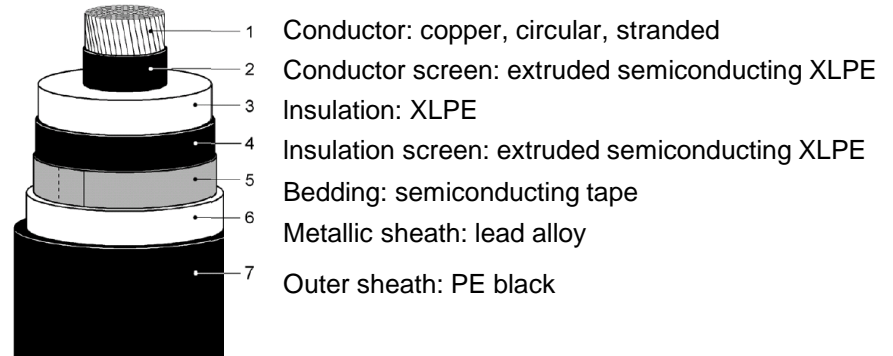 1 Conductor: copper, circular, stranded
2 Conductor screen: extruded semiconducting XLPE
3 Insulation: XLPE
4 Insulation screen: extruded semiconducting XLPE
5 Bedding: semiconducting tape
6 Metallic sheath: lead alloy
7 Outer sheath: PE black